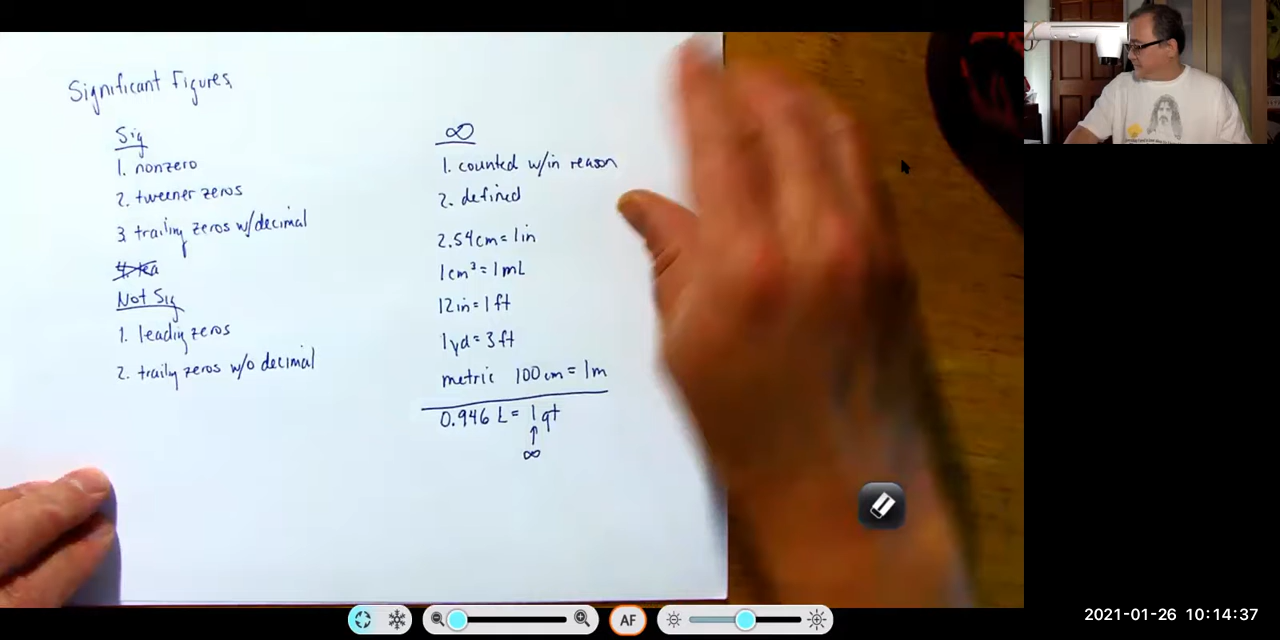 Significant Figures
Sig
1. nonzero
2. tweener zeros
3. trailing zeros w/decimal
Not Sig
1. leading zeros
2. traily zeros w/o decimal
∞
1. counted w/in reason
2. defined
2.54cm = 1in
1cm³ = 1mL
12in = 1ft
1yd = 3ft
metric 100cm = 1m
0.946 L = 1qt
↑
∞
AF
2021-01-26 10:14:37